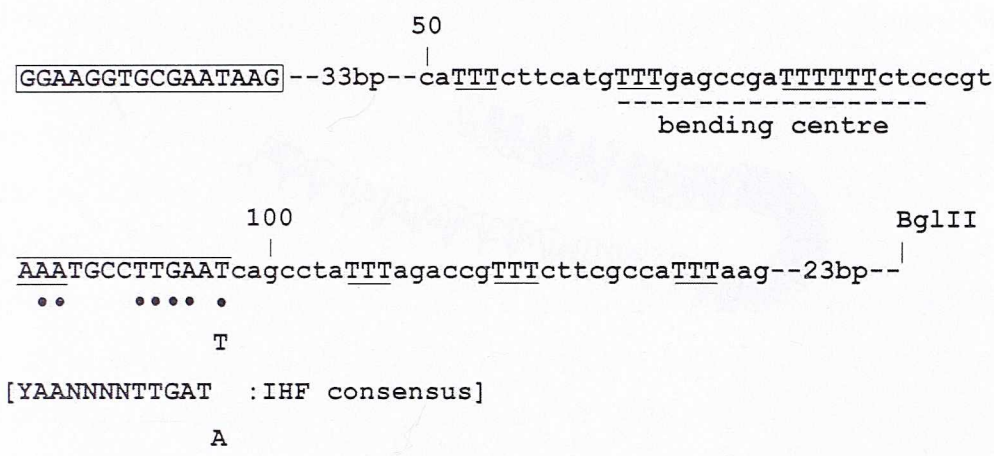 50
GGAAGGTGCGAATAAG--33bp--caTTTcttcatgTTTgagccgaTTTTTTctcccgt
bending centre
100
BglII
AAATGCCTTGAATcagcctaTTTagaccgTTTcttcgccaTTTaag--23bp--
T
[YAANNNNTTGAT :IHF consensus]
A